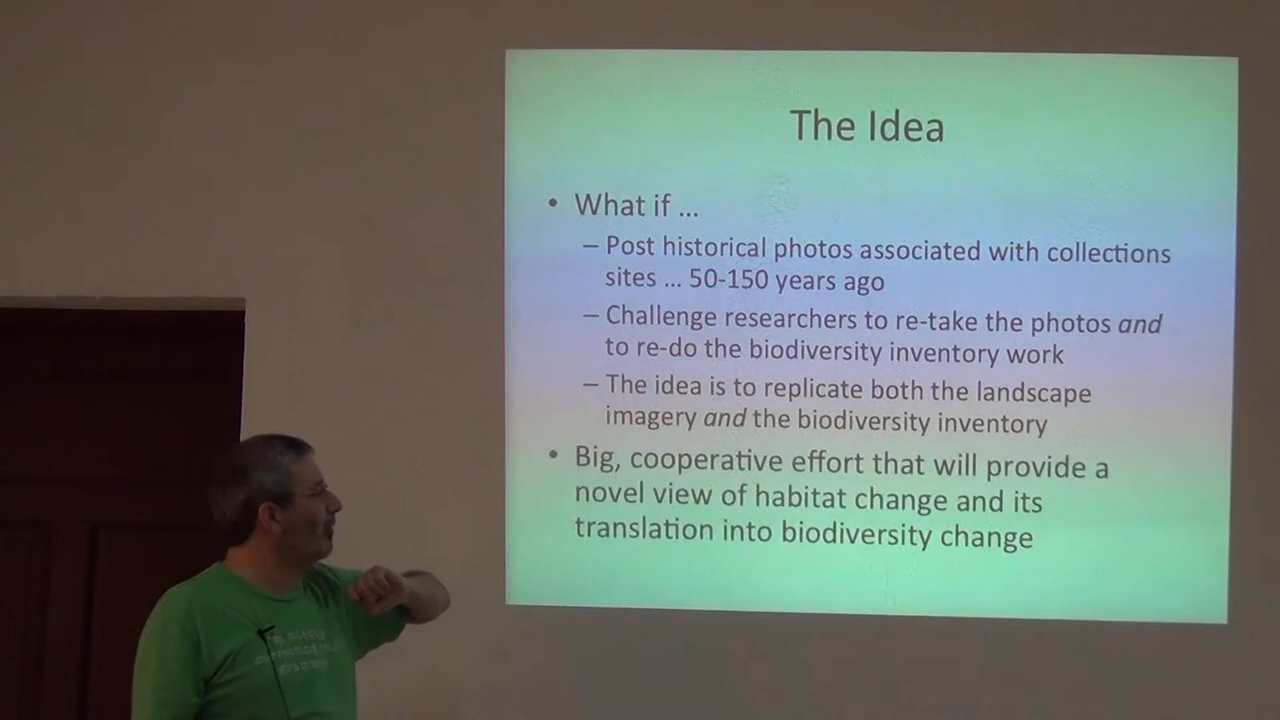 The Idea
• What if ...
– Post historical photos associated with collections
sites ... 50-150 years ago
– Challenge researchers to re-take the photos and
to re-do the biodiversity inventory work
– The idea is to replicate both the landscape
imagery and the biodiversity inventory
• Big, cooperative effort that will provide a
novel view of habitat change and its
translation into biodiversity change